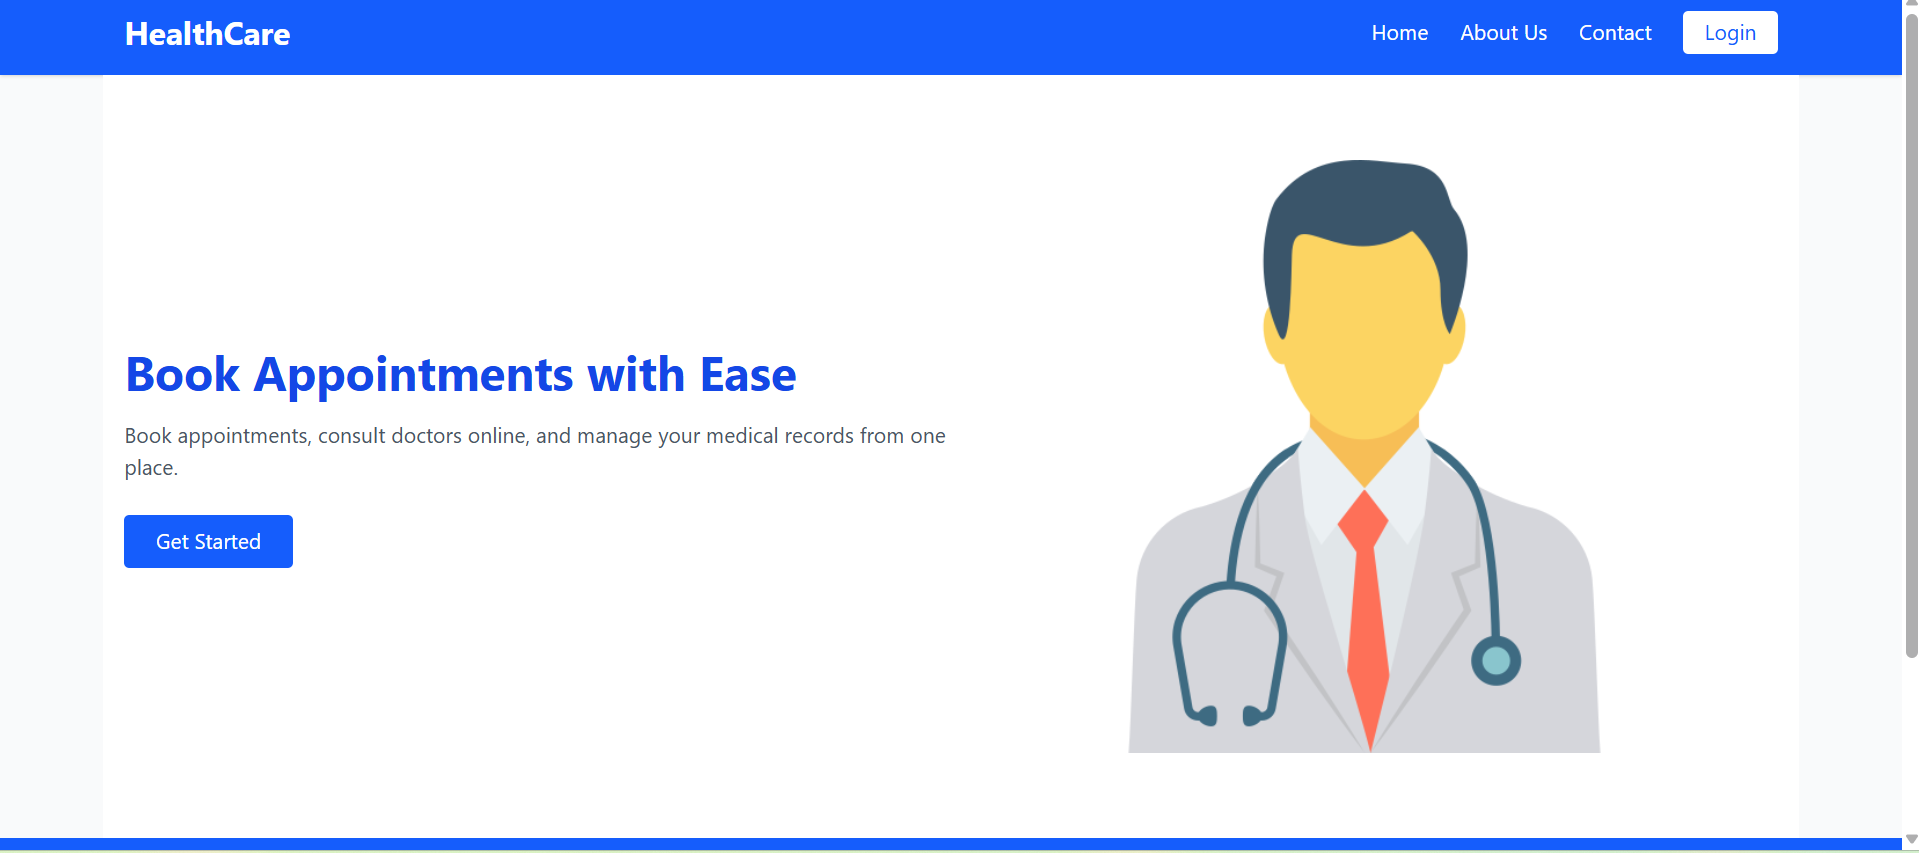 HealthCare
Home
About Us
Contact
Login
Book Appointments with Ease
Book appointments, consult doctors online, and manage your medical records from one
place.
Get Started